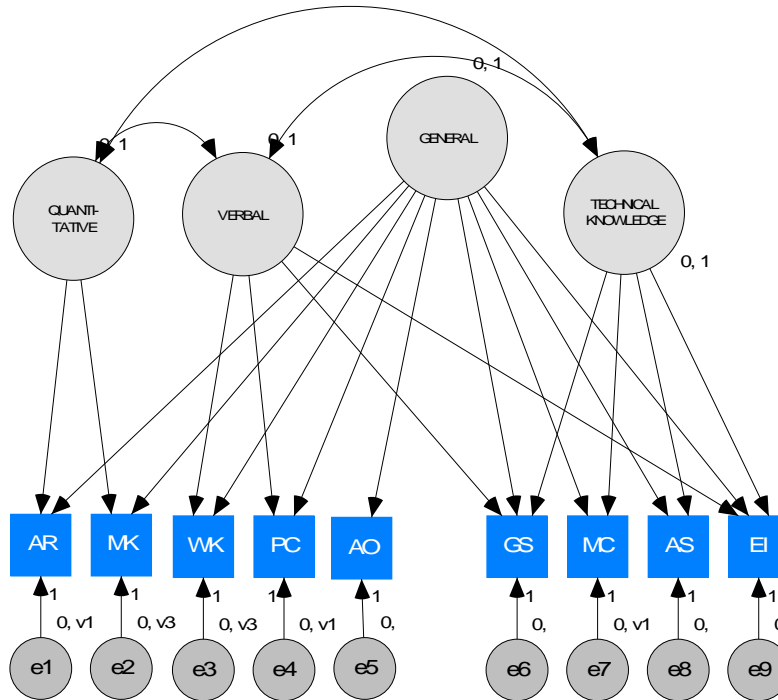 0, 1
GENERAL
0, 1
0, 1
QUANTI-
TATIVE
VERBAL
TECHNICAL
KNOWLEDGE
0, 1
AR MK WK PC AO GS MC AS EI
1 1 1 1 1 1 1 1 1
0, v1 0, v3 0, v3 0, v1 0, 0, 0, v1 0, 0
e1 e2 e3 e4 e5 e6 e7 e8 e9